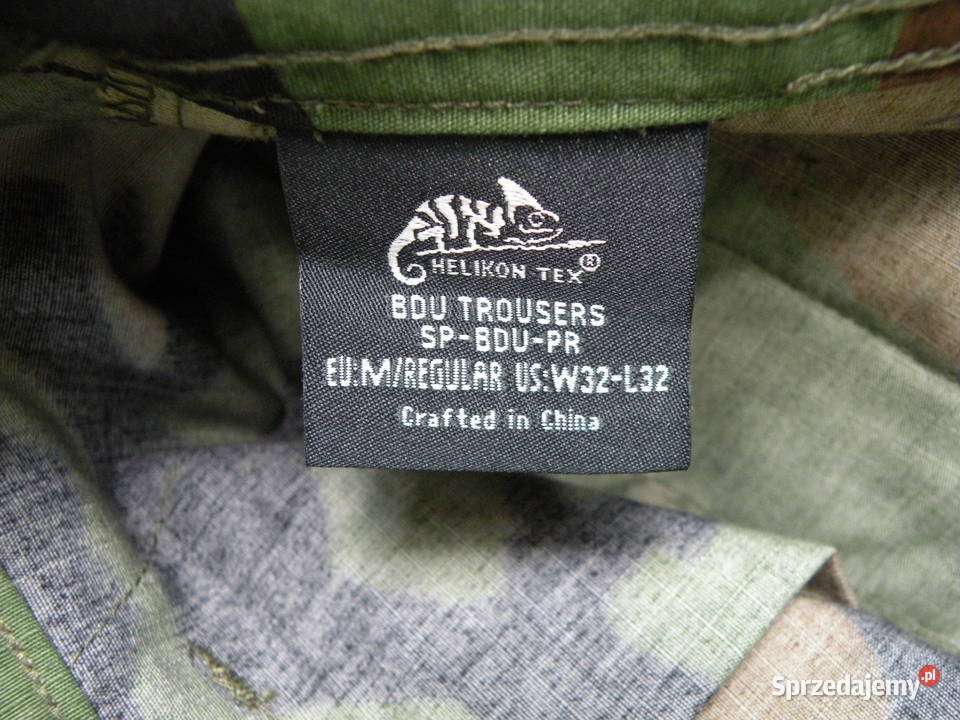 HELIKON TEX®
BDU TROUSERS
SP-BDU-PR
EU:M/REGULAR US:W32-L32
Crafted in China
Sprzedajemy.pl